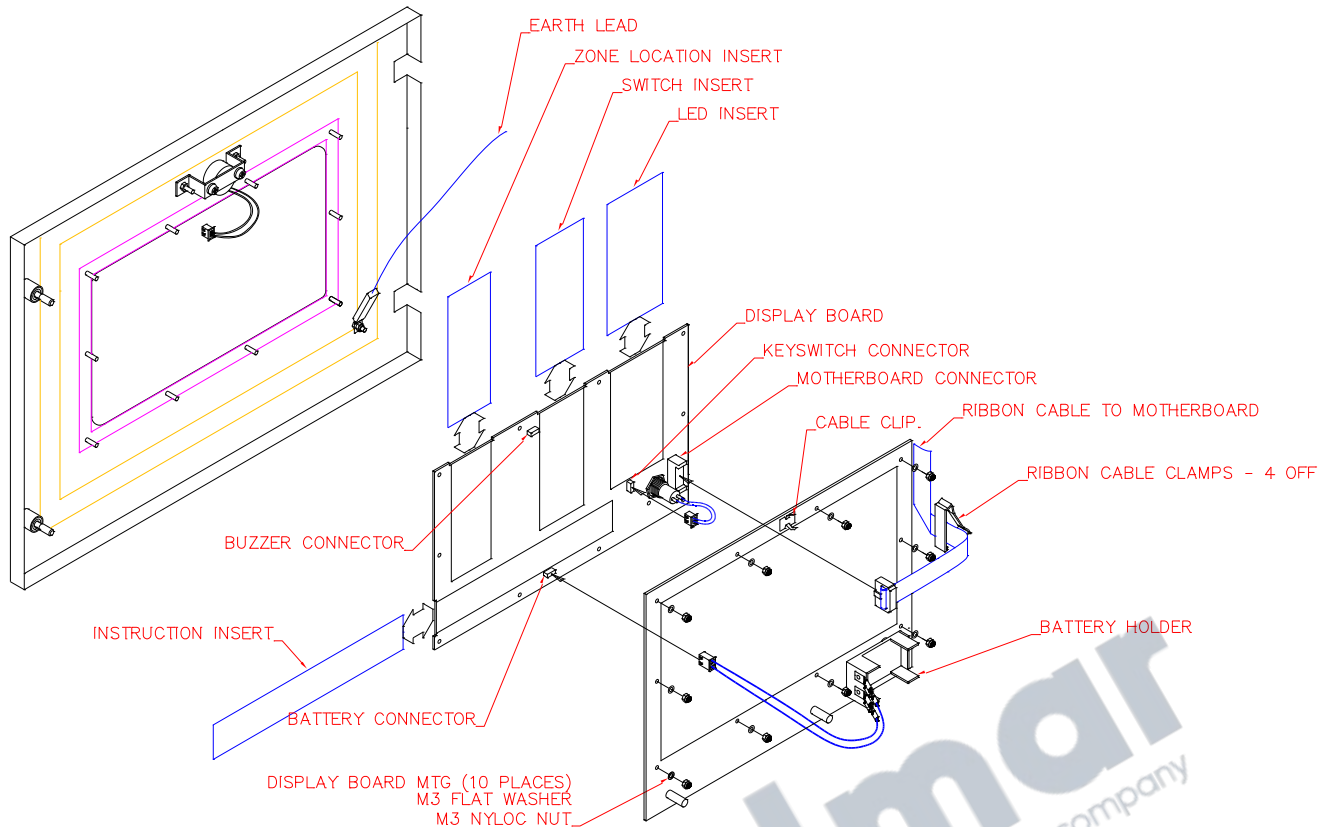 EARTH LEAD
ZONE LOCATION INSERT
SWITCH INSERT
LED INSERT
DISPLAY BOARD
KEYSWITCH CONNECTOR
MOTHERBOARD CONNECTOR
RIBBON CABLE TO MOTHERBOARD
CABLE CLIP.
RIBBON CABLE CLAMPS - 4 OFF
BUZZER CONNECTOR
INSTRUCTION INSERT
BATTERY HOLDER
BATTERY CONNECTOR
DISPLAY BOARD MTG (10 PLACES)
M3 FLAT WASHER
M3 NYLOC NUT
company